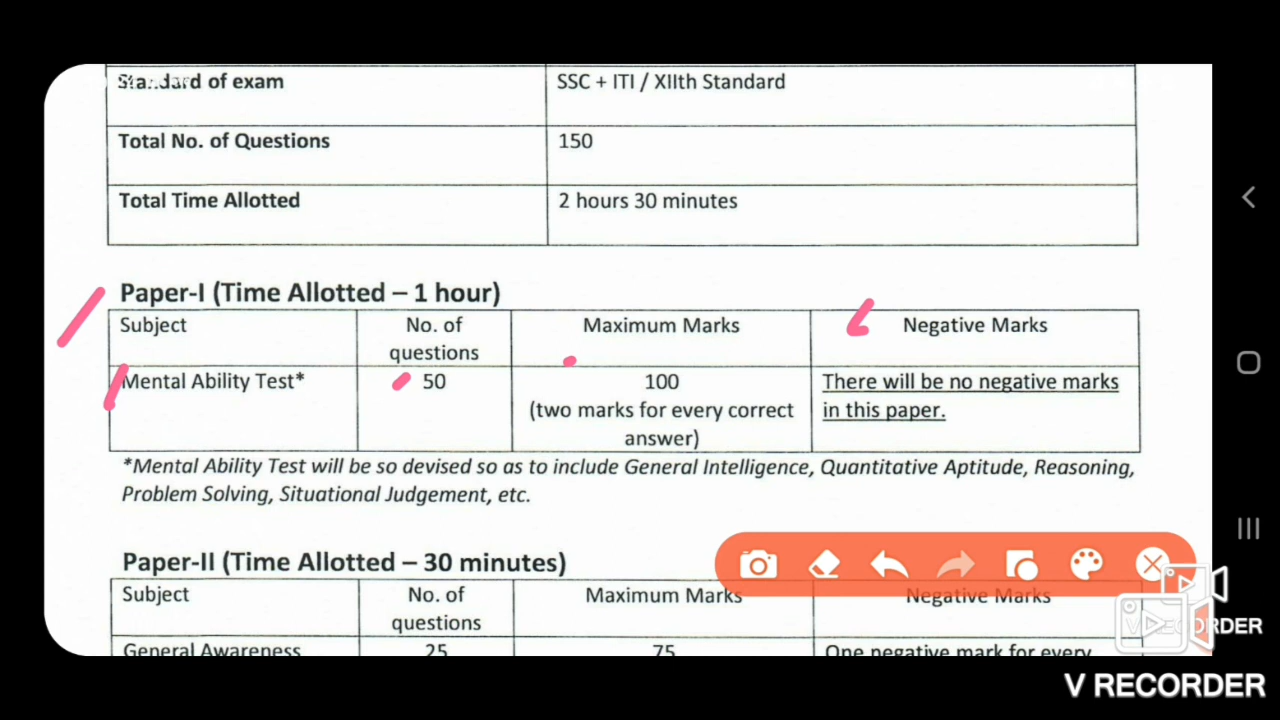 Standard of exam SSC + ITI / XIIth Standard
Total No. of Questions 150
Total Time Allotted 2 hours 30 minutes
Paper-I (Time Allotted – 1 hour)
Subject No. of questions Maximum Marks Negative Marks
Mental Ability Test* 50 100 (two marks for every correct answer) There will be no negative marks in this paper.
*Mental Ability Test will be so devised so as to include General Intelligence, Quantitative Aptitude, Reasoning,
Problem Solving, Situational Judgement, etc.
Paper-II (Time Allotted – 30 minutes)
Subject No. of questions Maximum Marks Negative Marks
General Awareness 25 75 One negative mark for every
V RECORDER